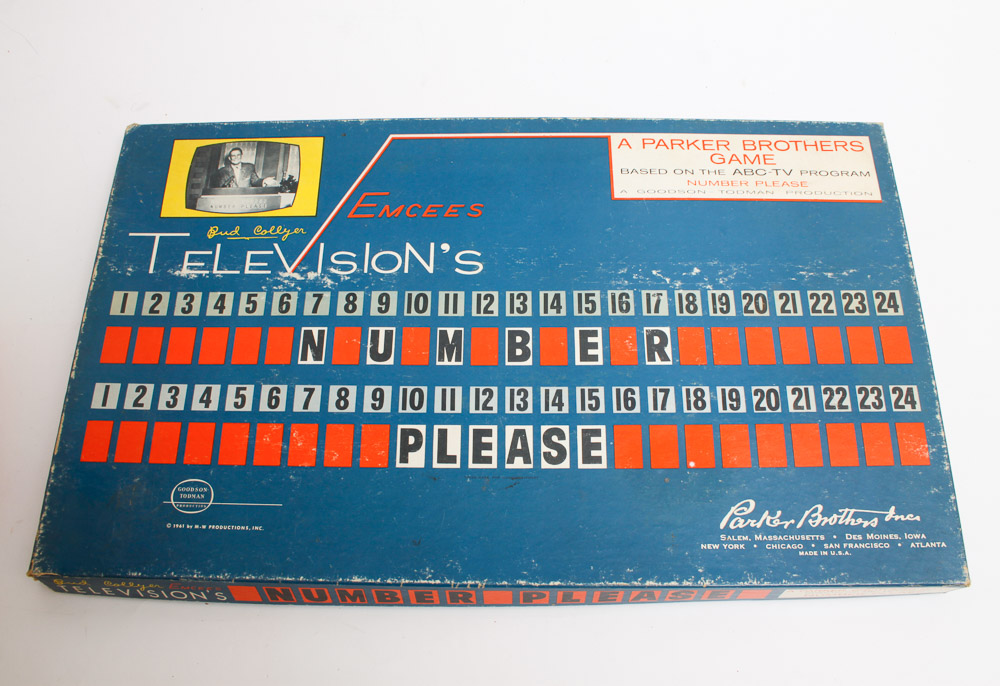 A PARKER BROTHERS
GAME
BASED ON THE ABC-TV PROGRAM
NUMBER PLEASE
A GOODSON-TODMAN PRODUCTION
NUMBER PLEASE
Bud Collyer
EMCEES
TELEVISION'S
1 2 3 4 5 6 7 8 9 10 11 12 13 14 15 16 17 18 19 20 21 22 23 24
N U M B E R
1 2 3 4 5 6 7 8 9 10 11 12 13 14 15 16 17 18 19 20 21 22 23 24
PLEASE
GOODSON
TODMAN
PRODUCTION
© 1961 by M-W PRODUCTIONS, INC.
Parker Brothers Inc.
SALEM, MASSACHUSETTS • DES MOINES, IOWA
NEW YORK • CHICAGO • SAN FRANCISCO • ATLANTA
MADE IN U.S.A.
Bud Collyer
TELEVISION'S NUMBER PLEASE